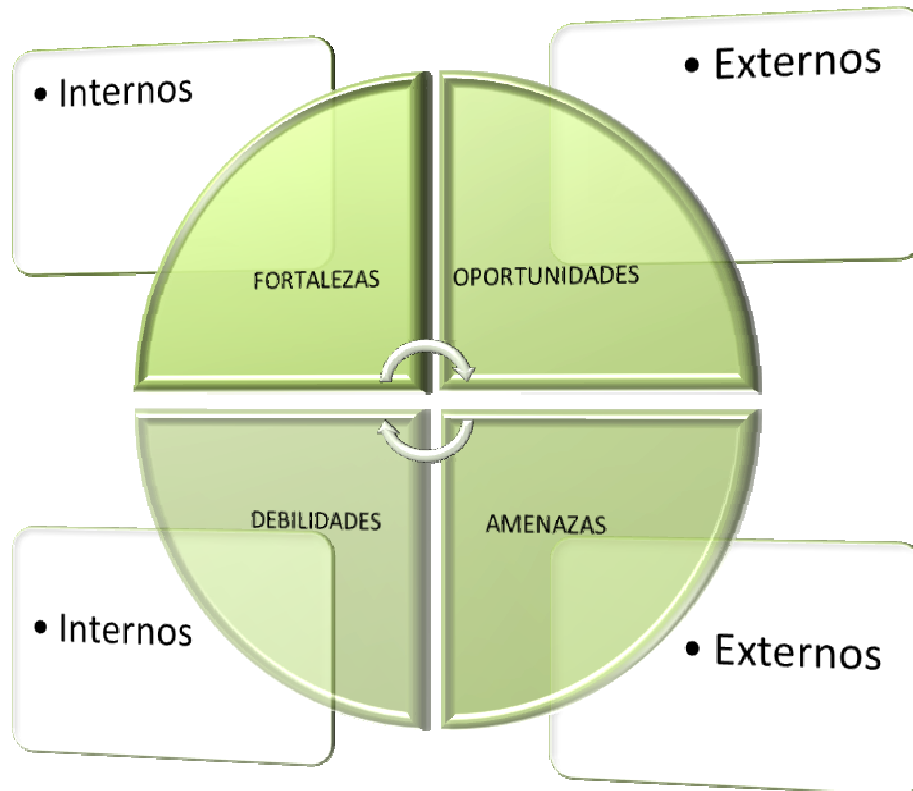 • Internos
• Externos
FORTALEZAS
OPORTUNIDADES
DEBILIDADES
AMENAZAS
• Internos
• Externos